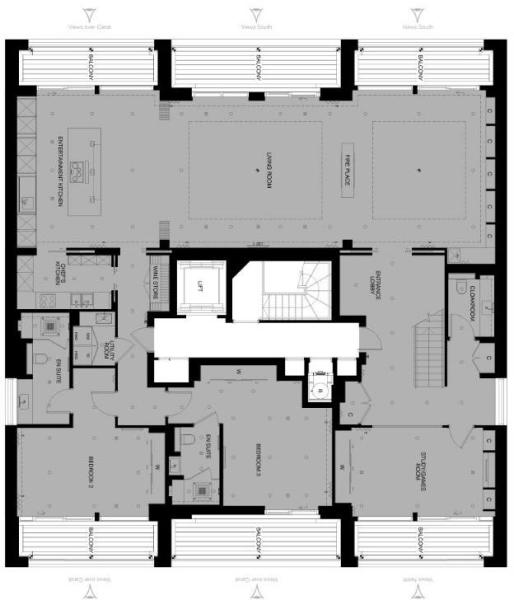 Views over Canal
Views South
Views South
BALCONY
BALCONY
BALCONY
ENTERTAINMENT KITCHEN
LIVING ROOM
FIRE PLACE
C
CHEF'S
KITCHEN
WINE STORE
LIFT
ENTRANCE
LOBBY
CLOAKROOM
UTILITY
ROOM
EN SUITE
W
R
C
C
BEDROOM 2
W
EN SUITE
BEDROOM 3
W
STUDY/GAMES
ROOM
C
C
BALCONY
BALCONY
BALCONY
Views over Canal
Views over Canal
Views North